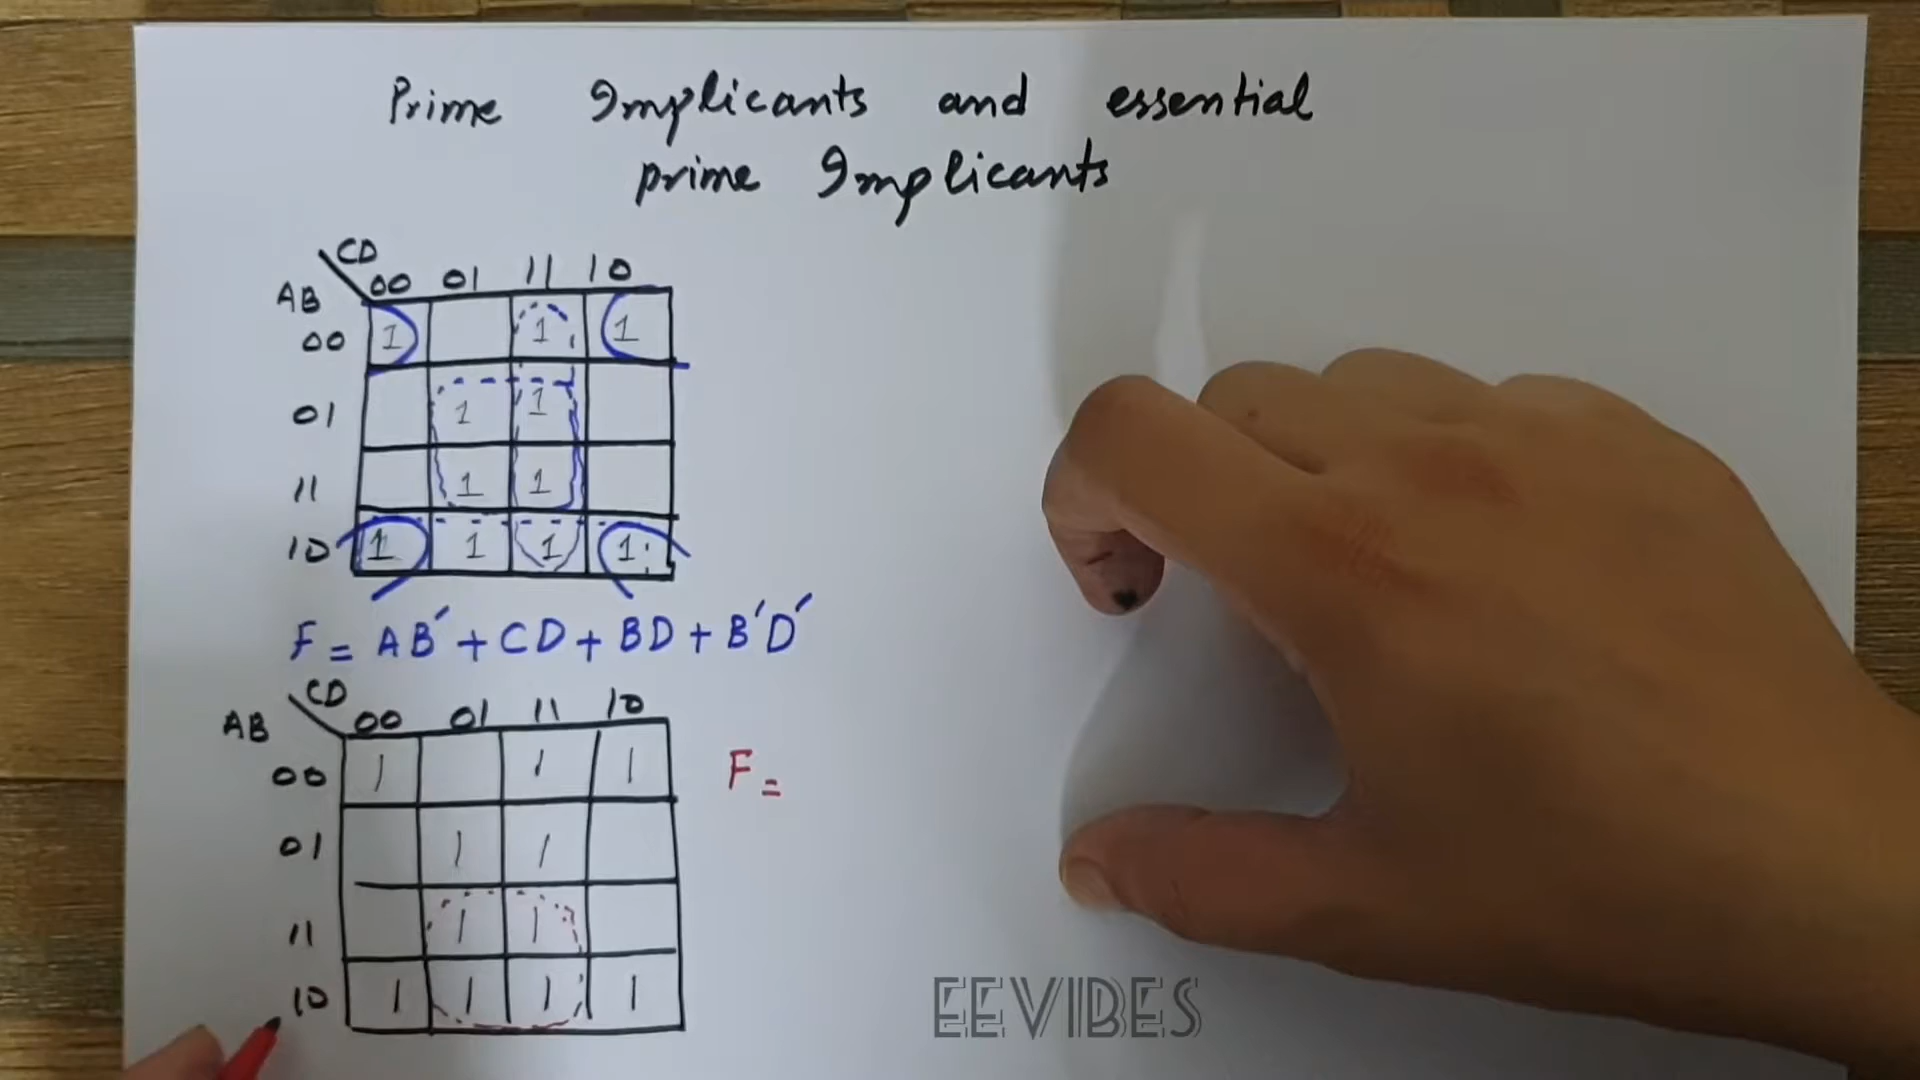 Prime Implicants and essential
prime Implicants
CD
AB 00 01 11 10
00 1 1 1
01 1 1
11 1 1
10 1 1 1 1
F = AB′ + CD + BD + B′D′
CD
AB 00 01 11 10
00 1 1 1
01 1 1
11 1 1
10 1 1 1 1
F =
EEVIBES